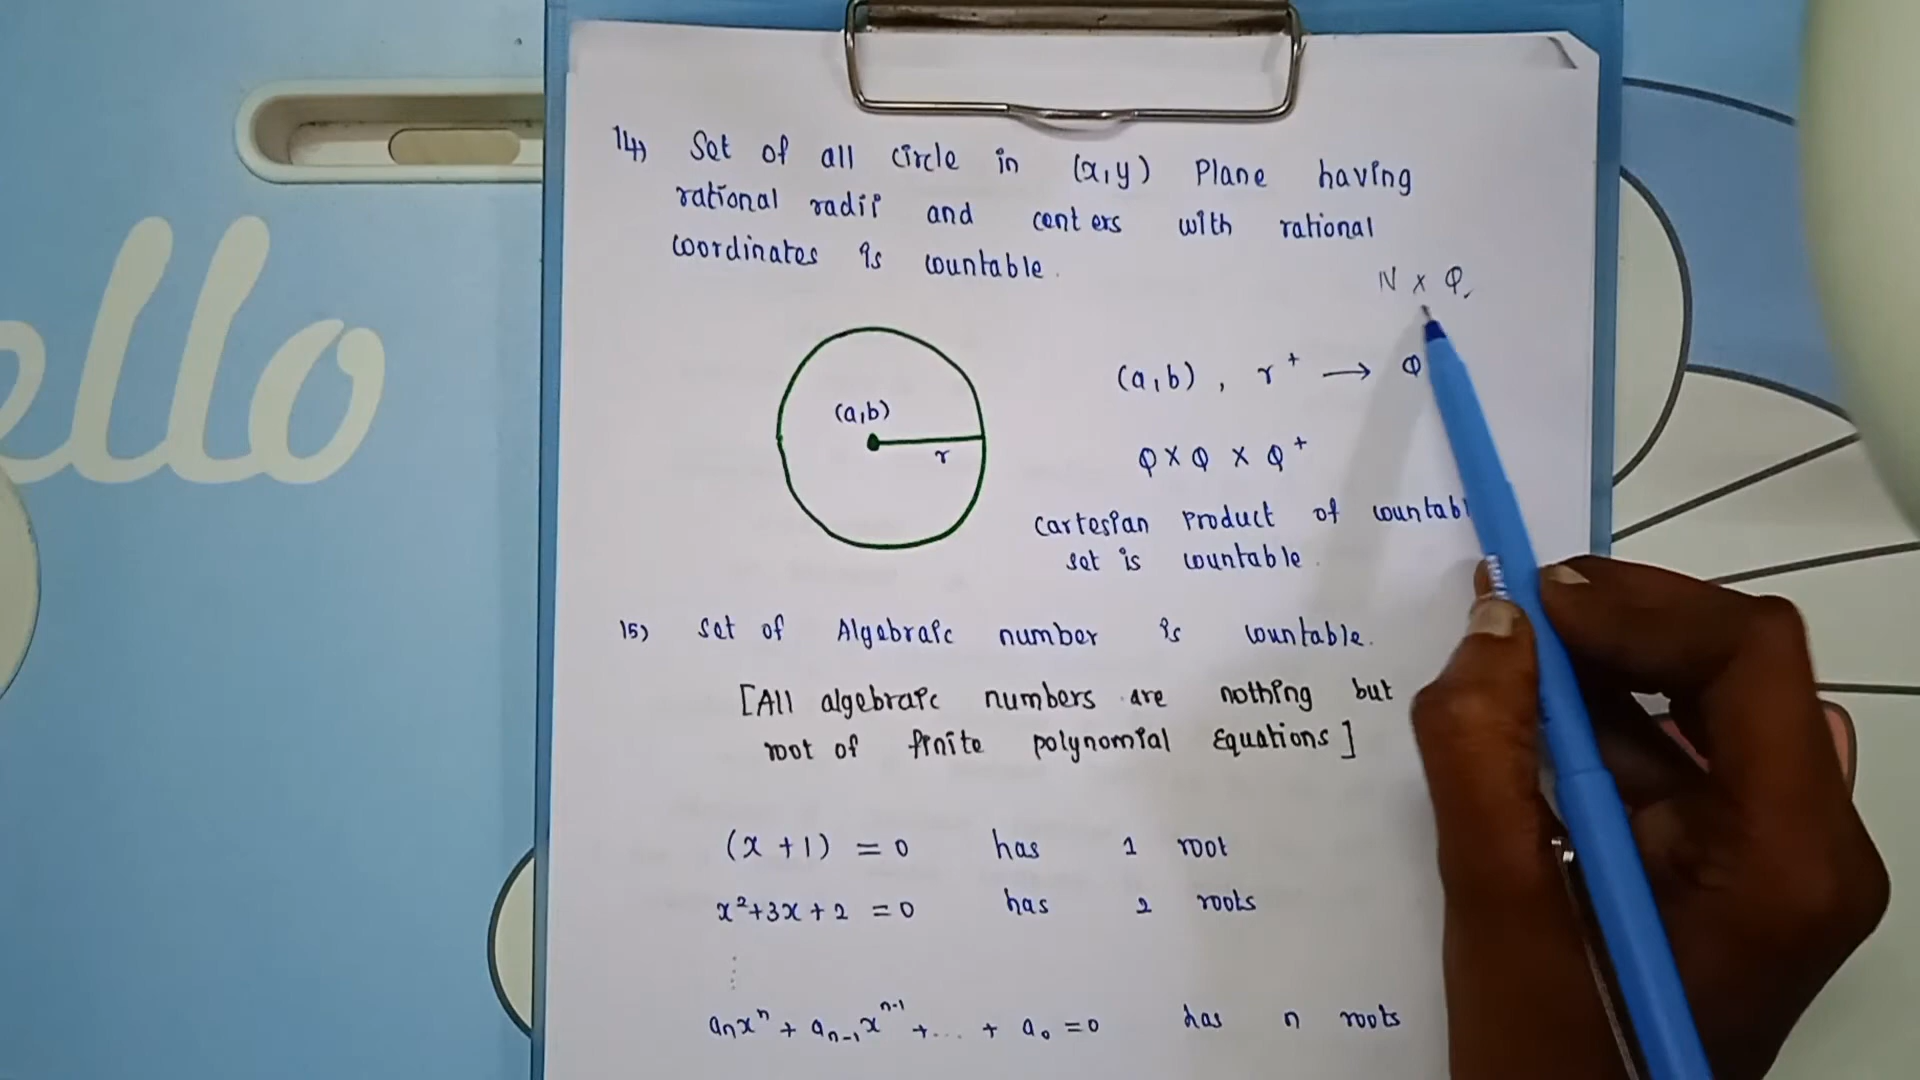 14) Set of all circle in (x,y) Plane having
rational radii and centers with rational
coordinates is countable.
N × Q
(a,b)
r
(a,b), r⁺ → Q
Q × Q × Q⁺
Cartesian product of
set is countable.
15) Set of Algebraic number is countable.
[All algebraic numbers are nothing but
root of finite polynomial Equations]
(x + 1) = 0 has 1 root
x²+3x + 2 = 0 has 2 roots
⋮
aₙxⁿ + aₙ₋₁xⁿ⁻¹ + ... + a₀ = 0 has n roots
ello